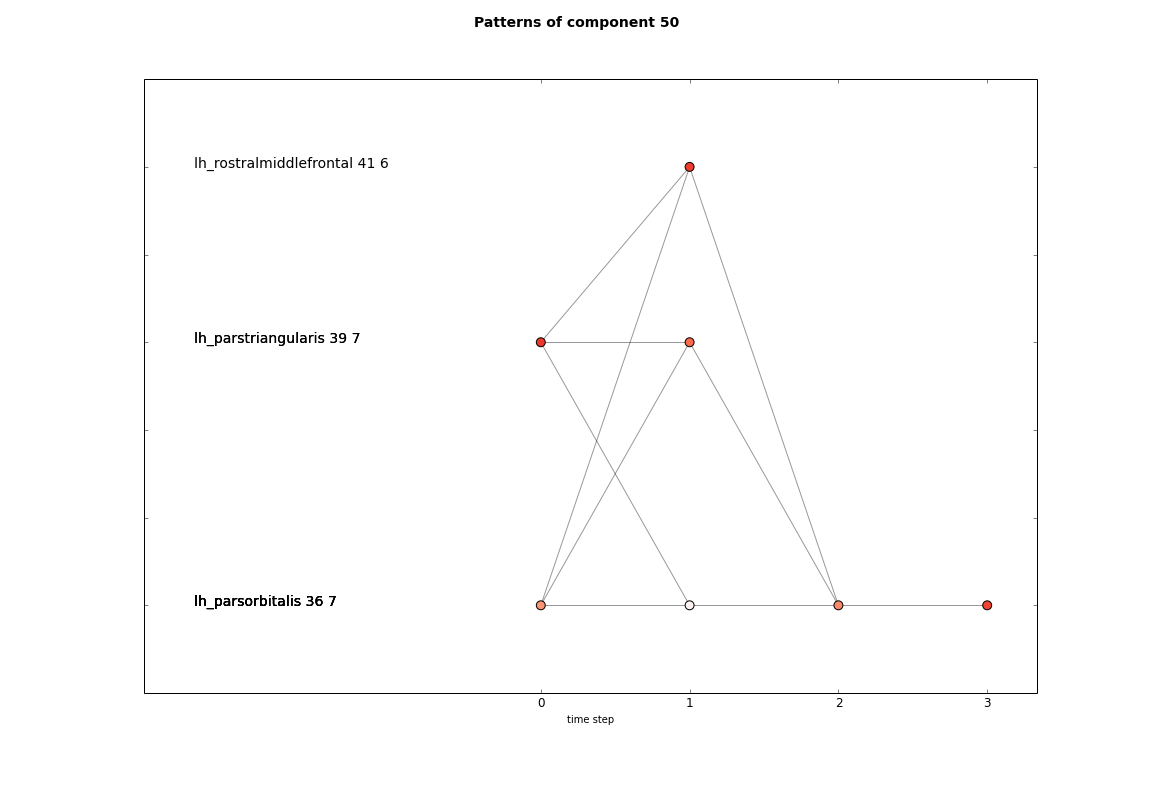 Patterns of component 50
lh_rostralmiddlefrontal 41 6
lh_parstriangularis 39 7
lh_parsorbitalis 36 7
0 1 2 3
time step